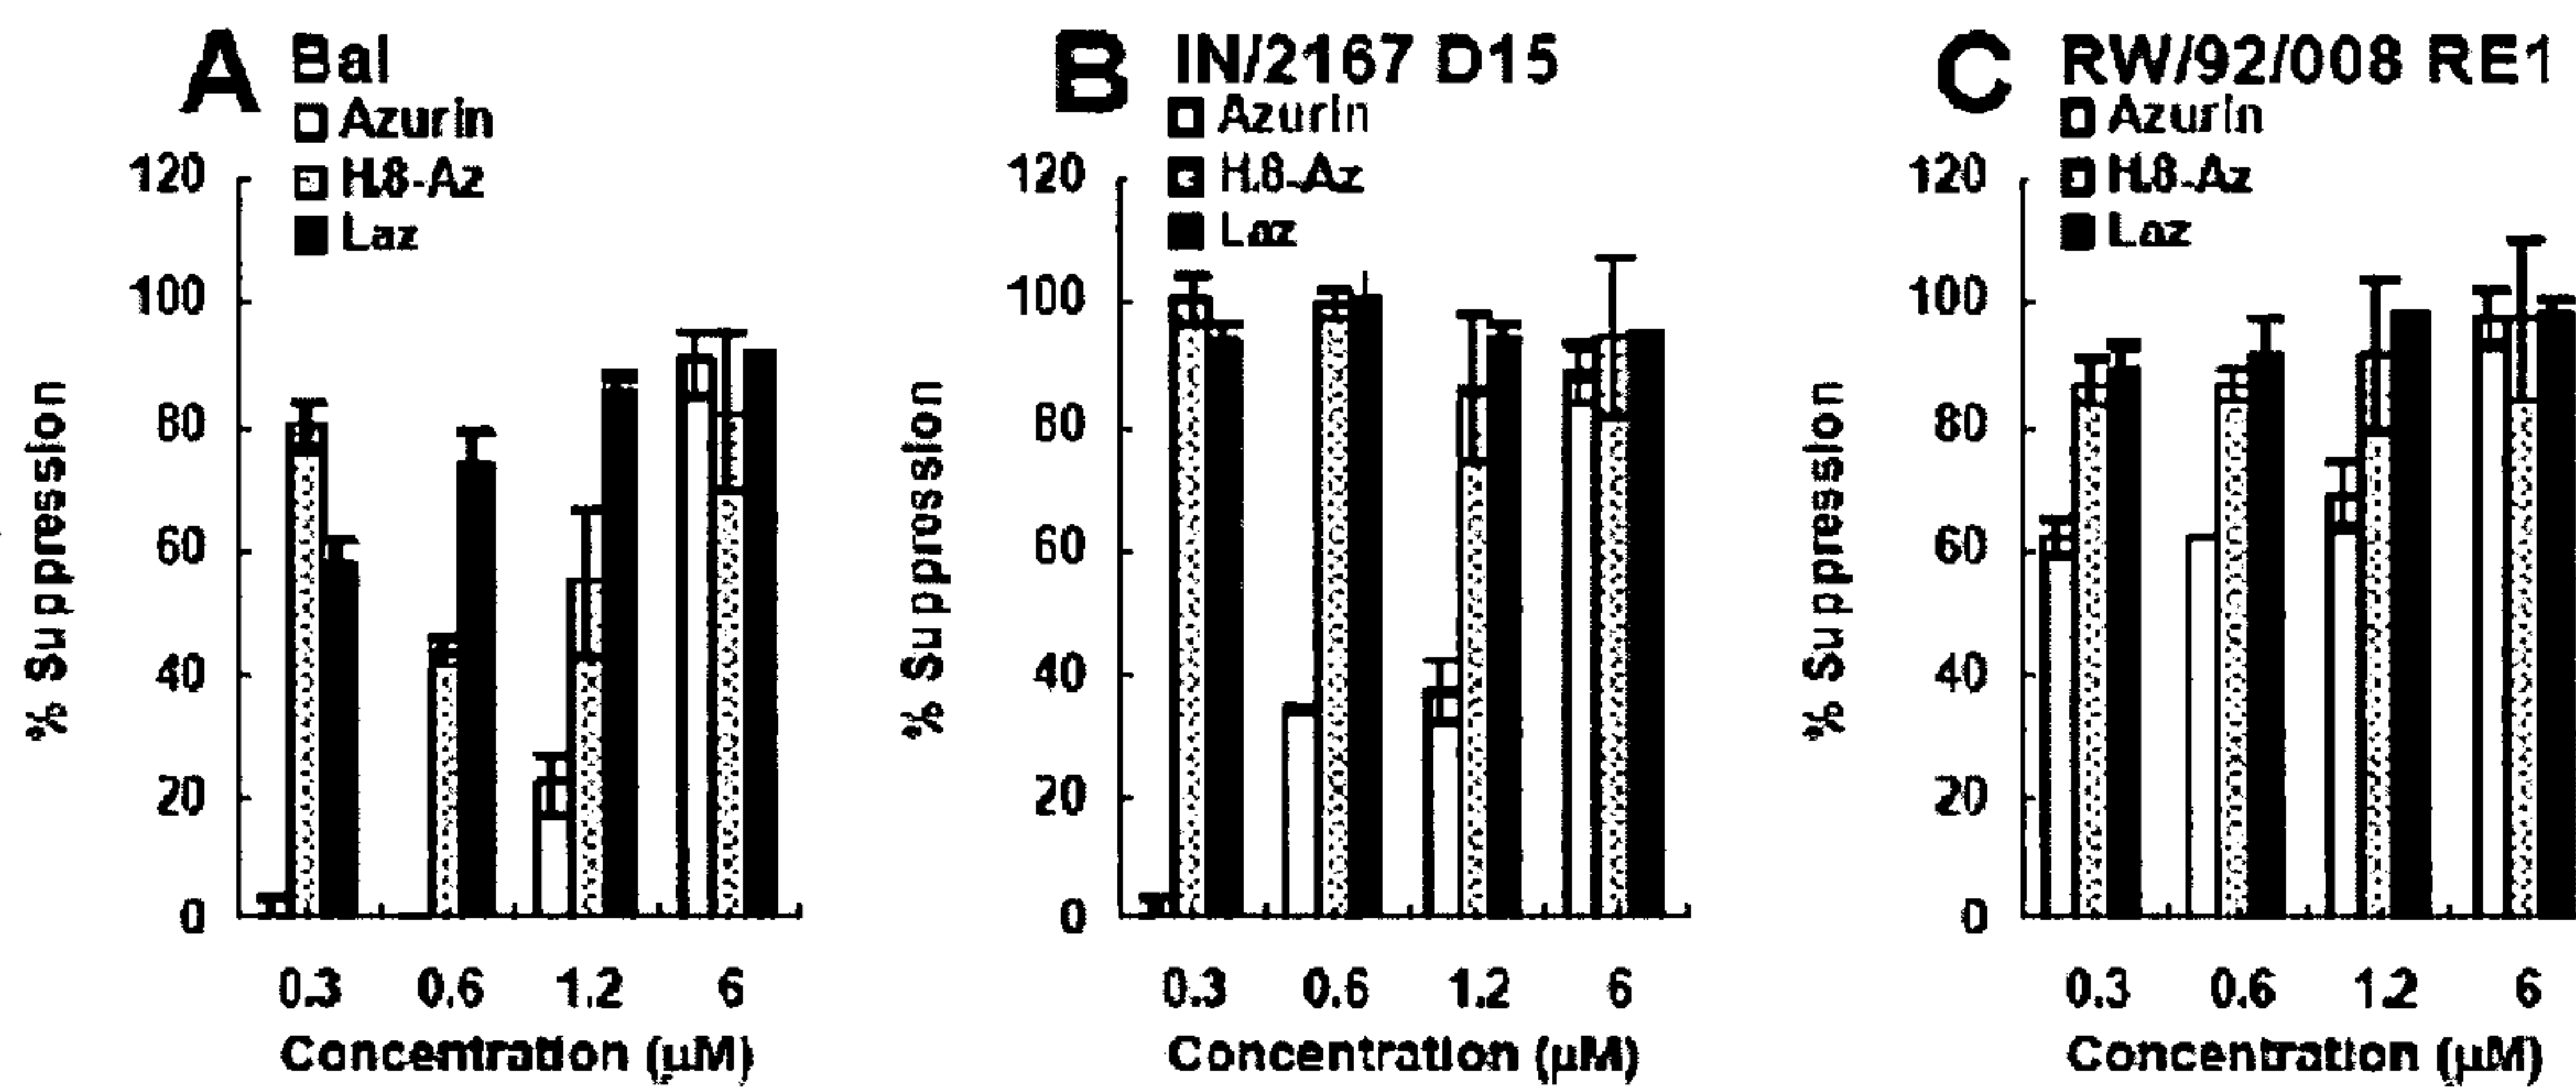 A Bal
Azurin
H.8-Az
Laz
120
100
80
60
40
20
0
% Suppression
0.3 0.6 1.2 6
Concentration (µM)
B IN/2167 D15
Azurin
H.8-Az
Laz
120
100
80
60
40
20
0
% Suppression
0.3 0.6 1.2 6
Concentration (µM)
C RW/92/008 RE1
Azurin
H.8-Az
Laz
120
100
80
60
40
20
0
% Suppression
0.3 0.6 1.2 6
Concentration (µM)